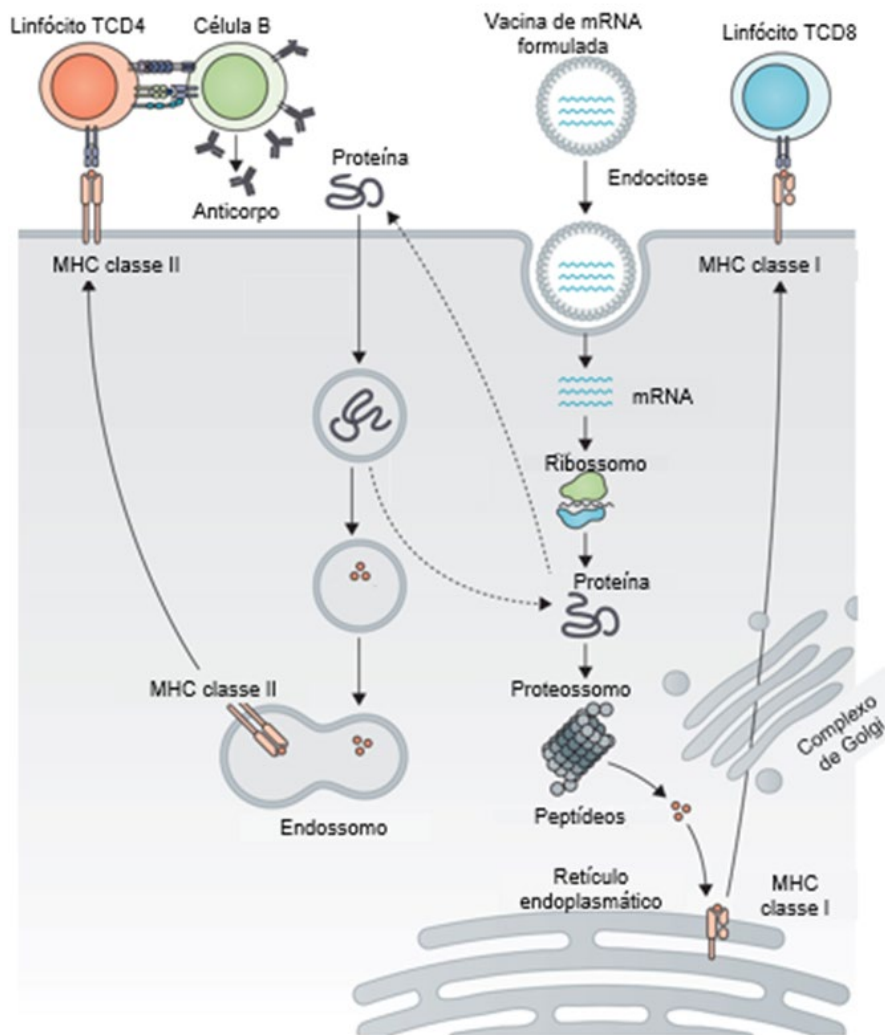 Linfócito TCD4
Célula B
Vacina de mRNA
formulada
Linfócito TCD8
Proteína
Endocitose
Anticorpo
MHC classe II
MHC classe I
mRNA
Ribossomo
Proteína
MHC classe II
Proteossomo
Complexo
de Golgi
Endossomo
Peptídeos
Retículo
endoplasmático
MHC
classe I